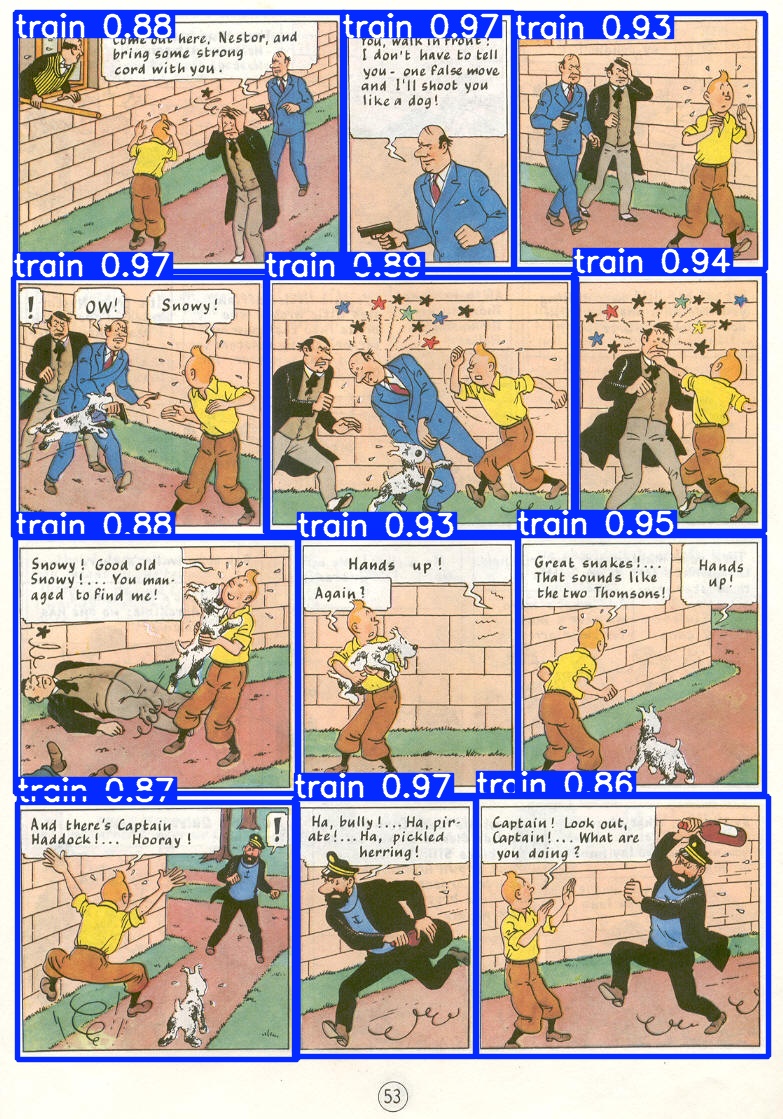 train 0.88
Come out here, Nestor, and
bring some strong
cord with you.
train 0.97
You, walk in front!
I don't have to tell
you - one false move
and I'll shoot you
like a dog!
train 0.93
train 0.97
!
OW!
Snowy!
train 0.89
train 0.94
train 0.88
Snowy! Good old
Snowy!... You man-
aged to find me!
train 0.93
Hands up!
Again?
train 0.95
Great snakes!...
That sounds like
the two Thomsons!
Hands
up!
train 0.87
And there's Captain
Haddock!... Hooray!
!
train 0.97
Ha, bully!... Ha, pir-
ate!... Ha, pickled
herring!
train 0.86
Captain! Look out,
Captain!... What are
you doing?
53